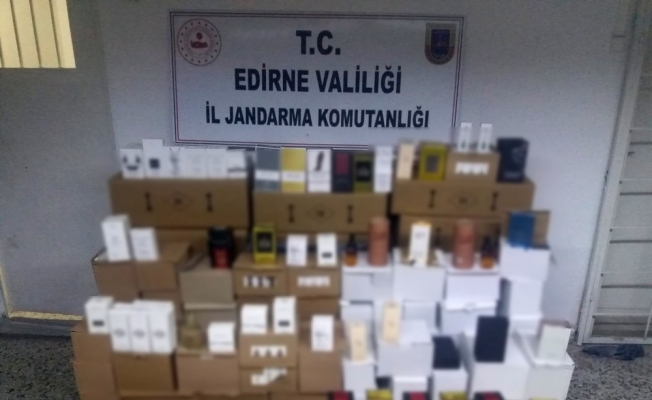 T.C.
EDİRNE VALİLİĞİ
İL JANDARMA KOMUTANLIĞI